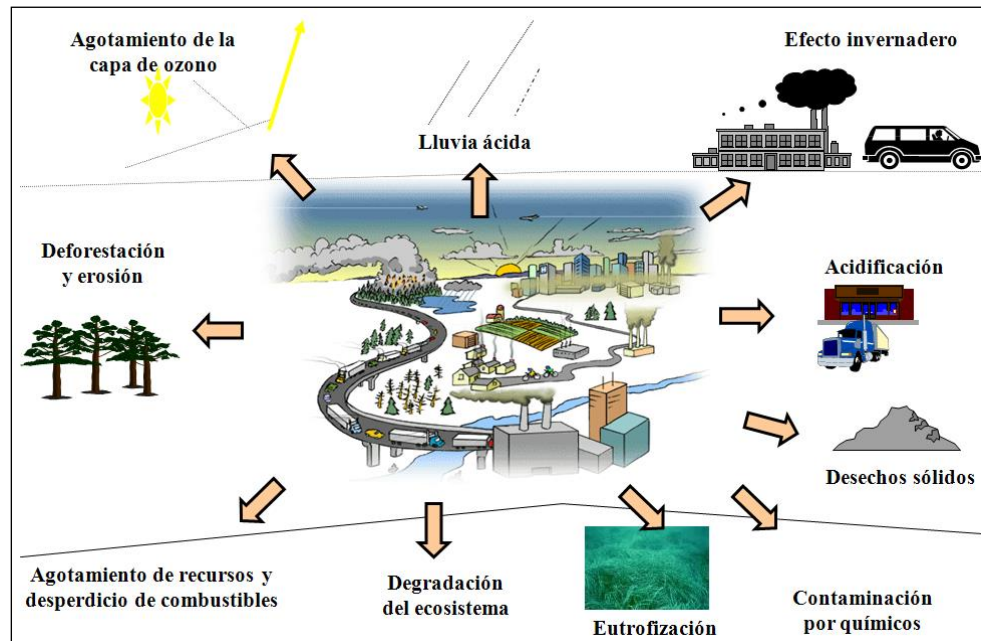 Agotamiento de la
capa de ozono
Efecto invernadero
Lluvia ácida
Deforestación
y erosión
Acidificación
Desechos sólidos
Agotamiento de recursos y
desperdicio de combustibles
Degradación
del ecosistema
Eutrofización
Contaminación
por químicos